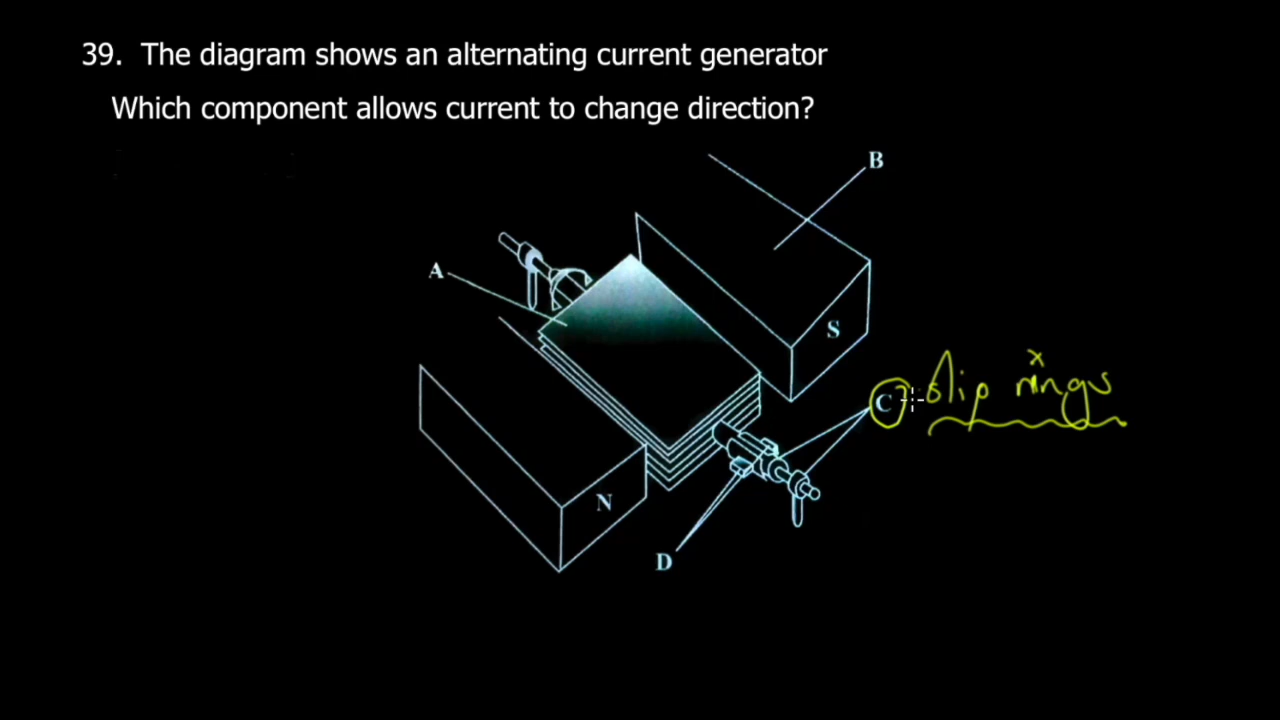 39. The diagram shows an alternating current generator
Which component allows current to change direction?
B
A
S
C slip rings
N
D